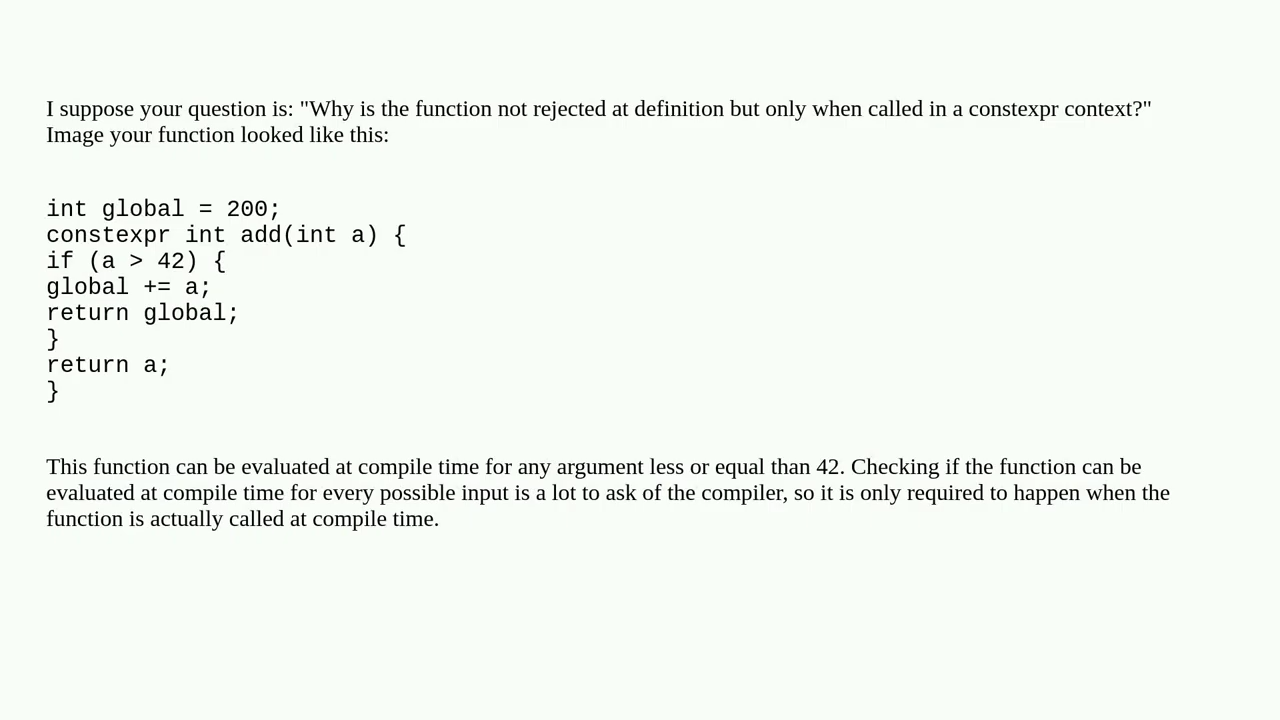 I suppose your question is: "Why is the function not rejected at definition but only when called in a constexpr context?"
Image your function looked like this:
int global = 200;
constexpr int add(int a) {
if (a > 42) {
global += a;
return global;
}
return a;
}
This function can be evaluated at compile time for any argument less or equal than 42. Checking if the function can be
evaluated at compile time for every possible input is a lot to ask of the compiler, so it is only required to happen when the
function is actually called at compile time.